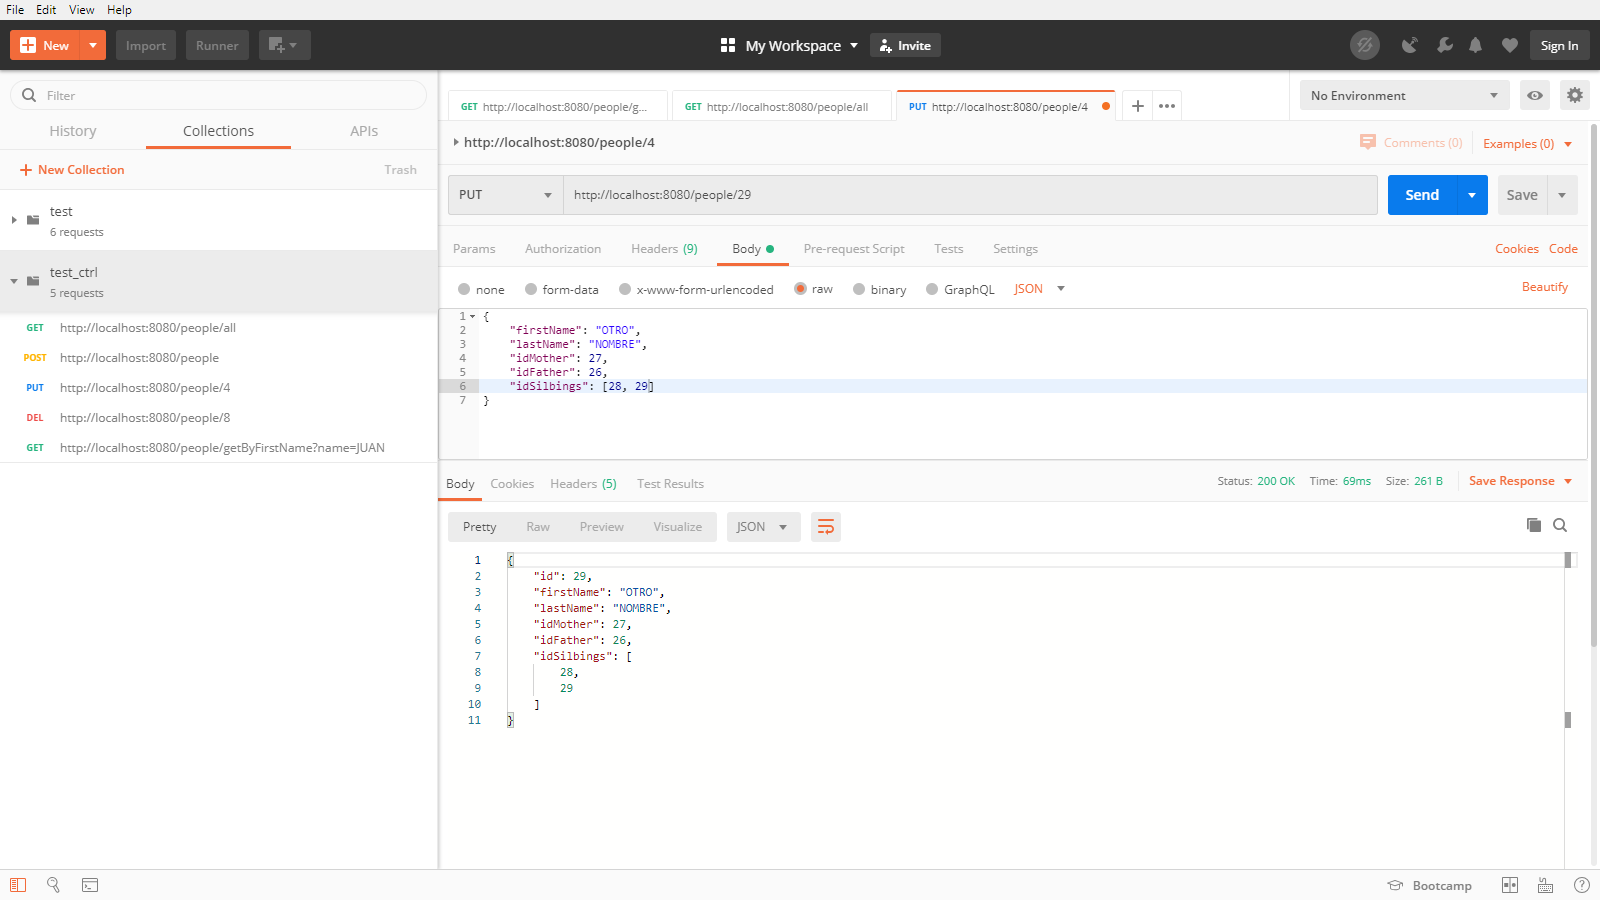 File Edit View Help
New Import Runner My Workspace Invite Sign In
Filter
History Collections APIs
New Collection Trash
test
6 requests
test_ctrl
5 requests
GET http://localhost:8080/people/all
POST http://localhost:8080/people
PUT http://localhost:8080/people/4
DEL http://localhost:8080/people/8
GET http://localhost:8080/people/getByFirstName?name=JUAN
GET http://localhost:8080/people/g...
GET http://localhost:8080/people/all
PUT http://localhost:8080/people/4
No Environment
http://localhost:8080/people/4
Comments (0) Examples (0)
PUT http://localhost:8080/people/29 Send Save
Params Authorization Headers (9) Body Pre-request Script Tests Settings Cookies Code
none form-data x-www-form-urlencoded raw binary GraphQL JSON Beautify
1 {
2 "firstName": "OTRO",
3 "lastName": "NOMBRE",
4 "idMother": 27,
5 "idFather": 26,
6 "idSilbings": [28, 29]
7 }
Body Cookies Headers (5) Test Results Status: 200 OK Time: 69ms Size: 261 B Save Response
Pretty Raw Preview Visualize JSON
1 {
2 "id": 29,
3 "firstName": "OTRO",
4 "lastName": "NOMBRE",
5 "idMother": 27,
6 "idFather": 26,
7 "idSilbings": [
8 28,
9 29
10 ]
11 }
Bootcamp